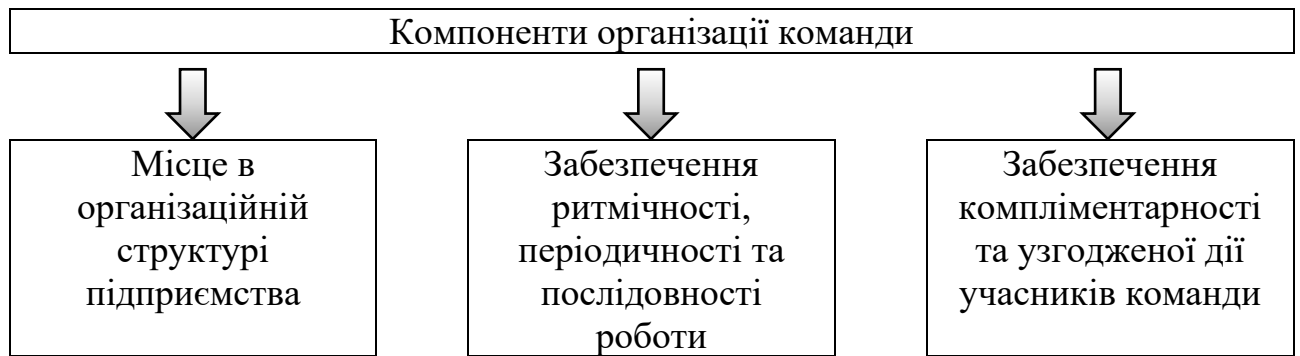 Компоненти організації команди
Місце в
організаційній
структурі
підприємства
Забезпечення
ритмічності,
періодичності та
послідовності
роботи
Забезпечення
компліментарності
та узгодженої дії
учасників команди